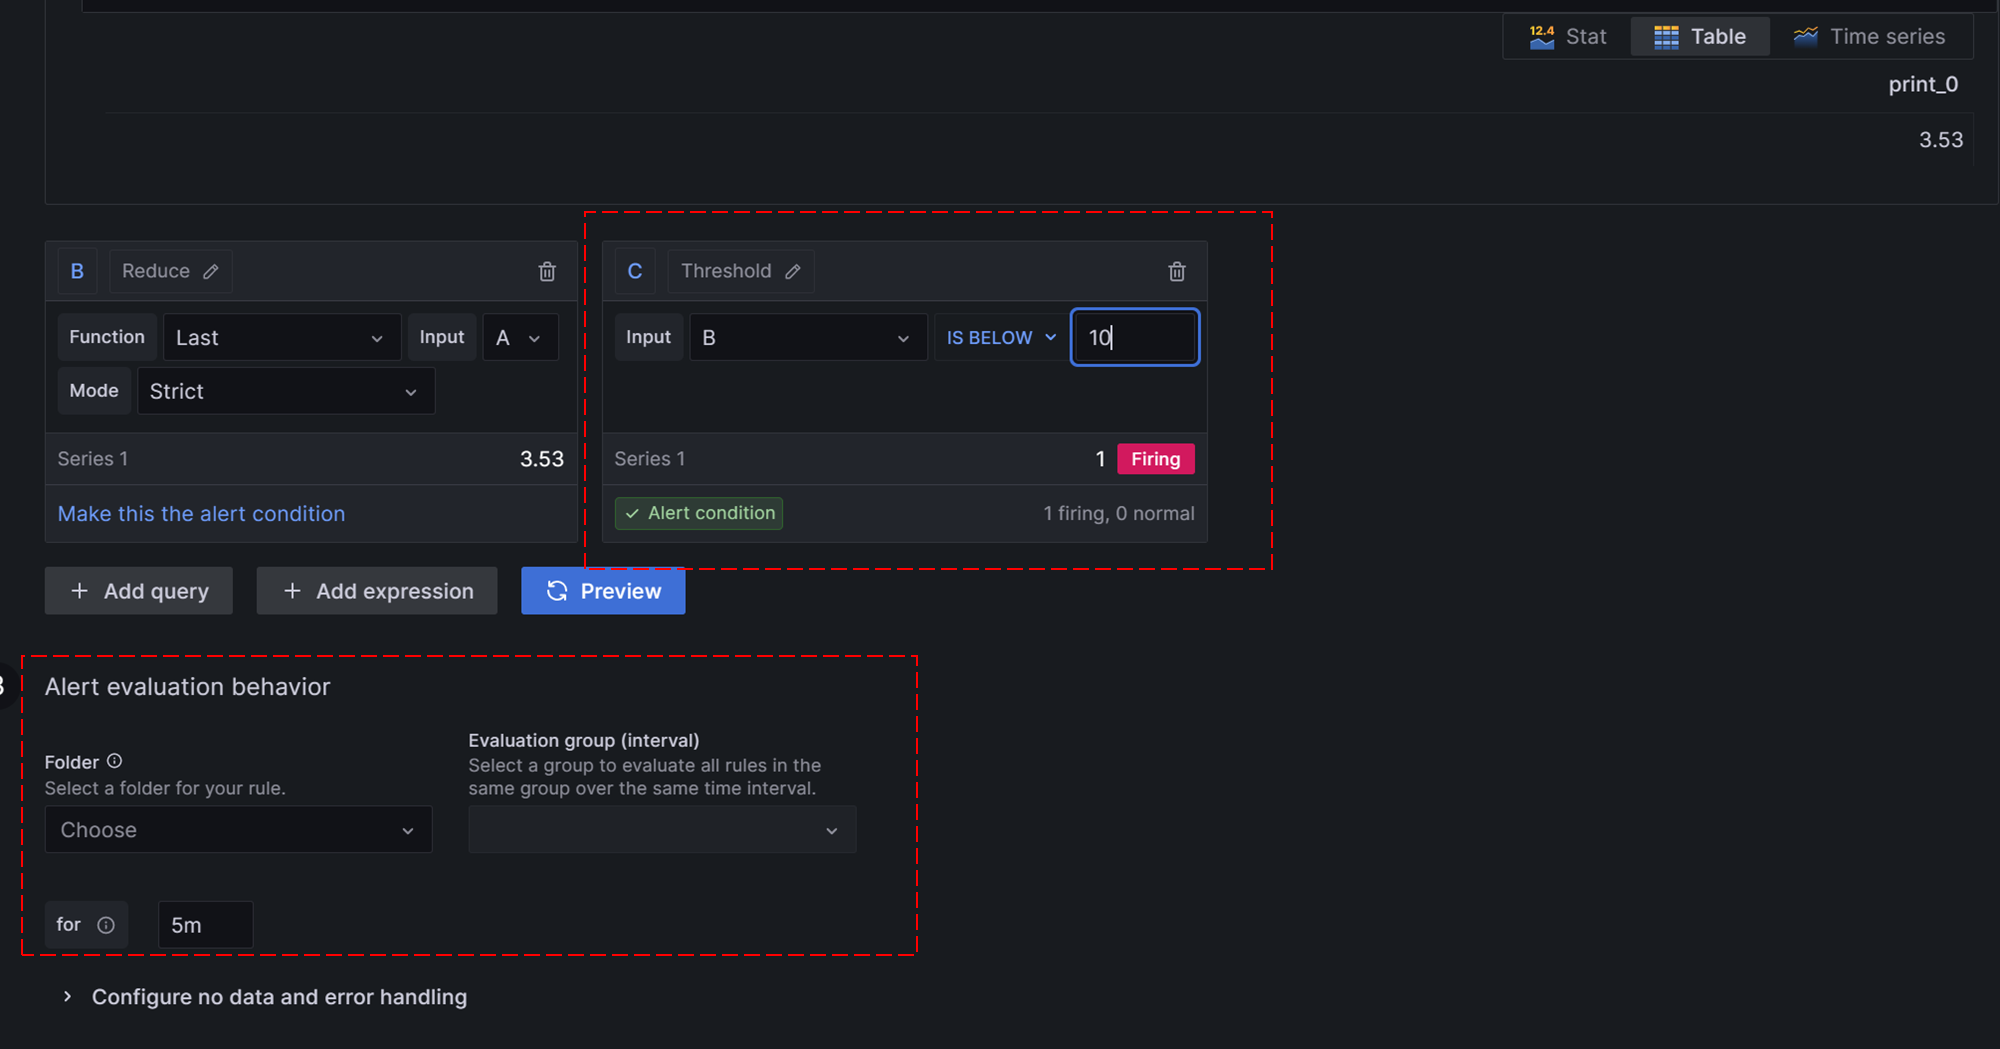 12.4 Stat Table Time series
print_0
3.53
B Reduce
Function Last Input A
Mode Strict
Series 1 3.53
Make this the alert condition
C Threshold
Input B IS BELOW 10
Series 1 1 Firing
Alert condition 1 firing, 0 normal
+ Add query + Add expression Preview
3 Alert evaluation behavior
Folder
Select a folder for your rule.
Choose
Evaluation group (interval)
Select a group to evaluate all rules in the
same group over the same time interval.
for 5m
Configure no data and error handling